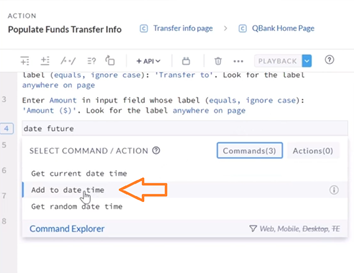 ACTION
Populate Funds Transfer Info
Transfer info page
QBank Home Page
+ API
PLAYBACK
label (equals, ignore case): 'Transfer to'. Look for the label
anywhere on page
3 Enter Amount in input field whose label (equals, ignore case):
'Amount ($)'. Look for the label anywhere on page
4 date future
5
SELECT COMMAND / ACTION
Commands(3)
Actions(0)
6
Get current date time
Add to date time
7
Get random date time
8
Command Explorer
Web, Mobile, Desktop, TE